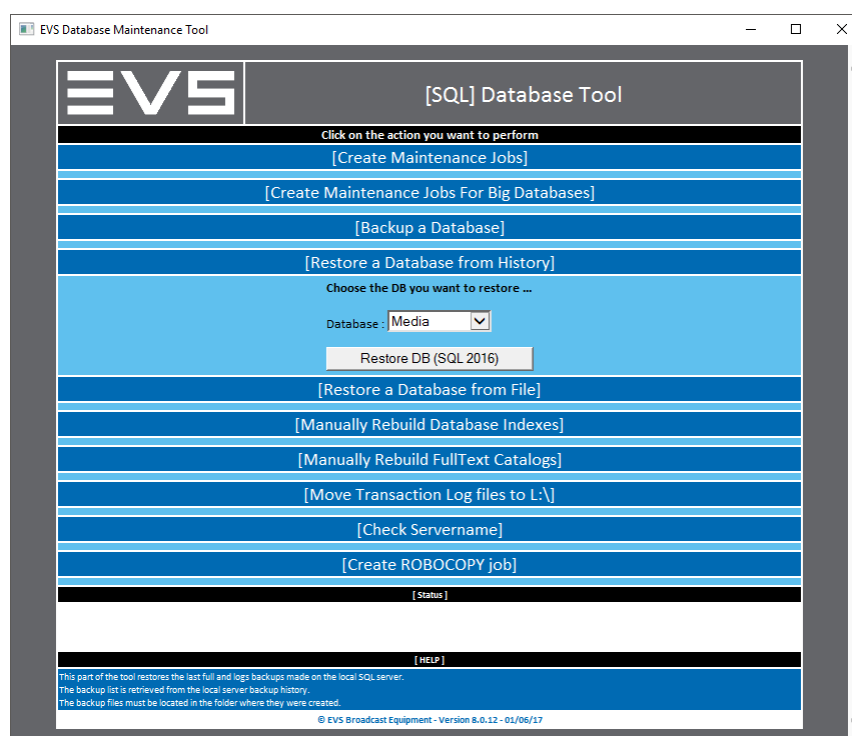 EVS Database Maintenance Tool
EVS
[SQL] Database Tool
Click on the action you want to perform
[Create Maintenance Jobs]
[Create Maintenance Jobs For Big Databases]
[Backup a Database]
[Restore a Database from History]
Choose the DB you want to restore ...
Database : Media
Restore DB (SQL 2016)
[Restore a Database from File]
[Manually Rebuild Database Indexes]
[Manually Rebuild FullText Catalogs]
[Move Transaction Log files to L:\]
[Check Servername]
[Create ROBOCOPY job]
[ Status ]
[ HELP ]
This part of the tool restores the last full and logs backups made on the local SQL server.
The backup list is retrieved from the local server backup history.
The backup files must be located in the folder where they were created.
© EVS Broadcast Equipment - Version 8.0.12 - 01/06/17